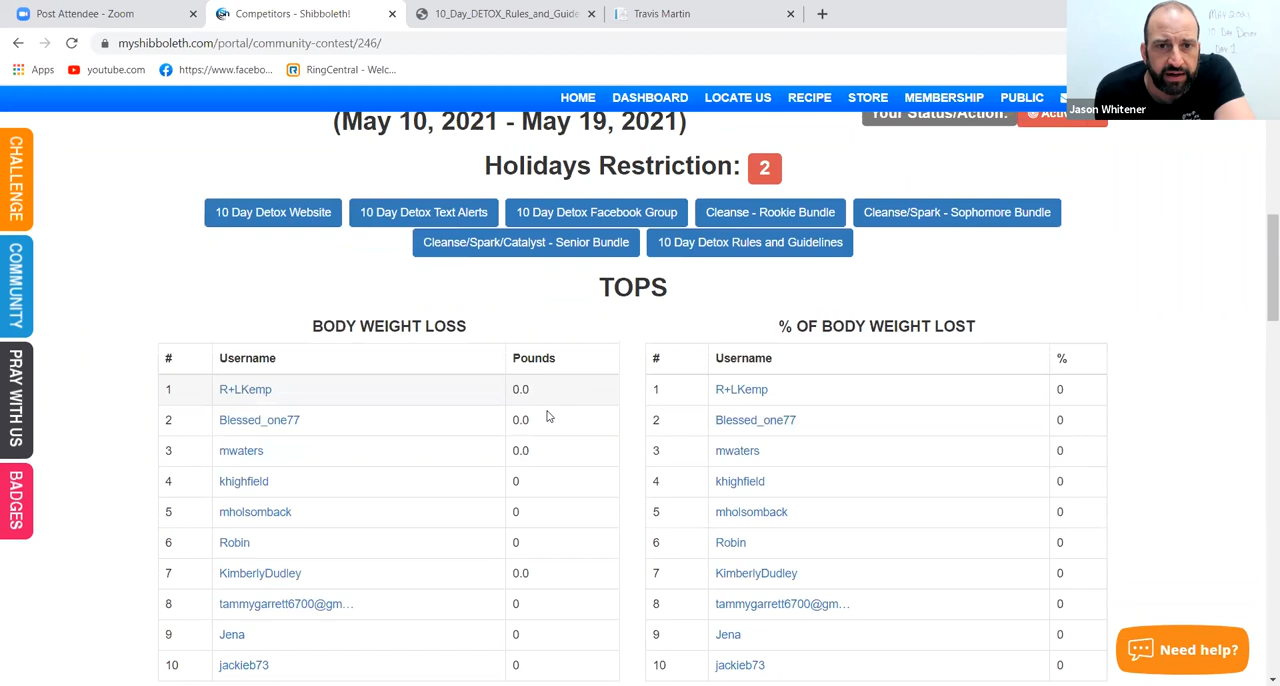 Post Attendee - Zoom
Competitors - Shibboleth!
10_Day_DETOX_Rules_and_Guide
Travis Martin
myshibboleth.com/portal/community-contest/246/
Apps
youtube.com
https://www.facebo...
RingCentral - Welc...
MAY 2021
10 Day Detox
DAY 1
Jason Whitener
HOME
DASHBOARD
LOCATE US
RECIPE
STORE
MEMBERSHIP
PUBLIC
(May 10, 2021 - May 19, 2021)
Your Status/Action:
Holidays Restriction: 2
10 Day Detox Website
10 Day Detox Text Alerts
10 Day Detox Facebook Group
Cleanse - Rookie Bundle
Cleanse/Spark - Sophomore Bundle
Cleanse/Spark/Catalyst - Senior Bundle
10 Day Detox Rules and Guidelines
CHALLENGE
COMMUNITY
PRAY WITH US
BADGES
TOPS
BODY WEIGHT LOSS
# Username Pounds
1 R+LKemp 0.0
2 Blessed_one77 0.0
3 mwaters 0.0
4 khighfield 0
5 mholsomback 0
6 Robin 0
7 KimberlyDudley 0.0
8 tammygarrett6700@gm... 0
9 Jena 0
10 jackieb73 0
% OF BODY WEIGHT LOST
# Username %
1 R+LKemp 0
2 Blessed_one77 0
3 mwaters 0
4 khighfield 0
5 mholsomback 0
6 Robin 0
7 KimberlyDudley 0
8 tammygarrett6700@gm... 0
9 Jena 0
10 jackieb73 0
Need help?